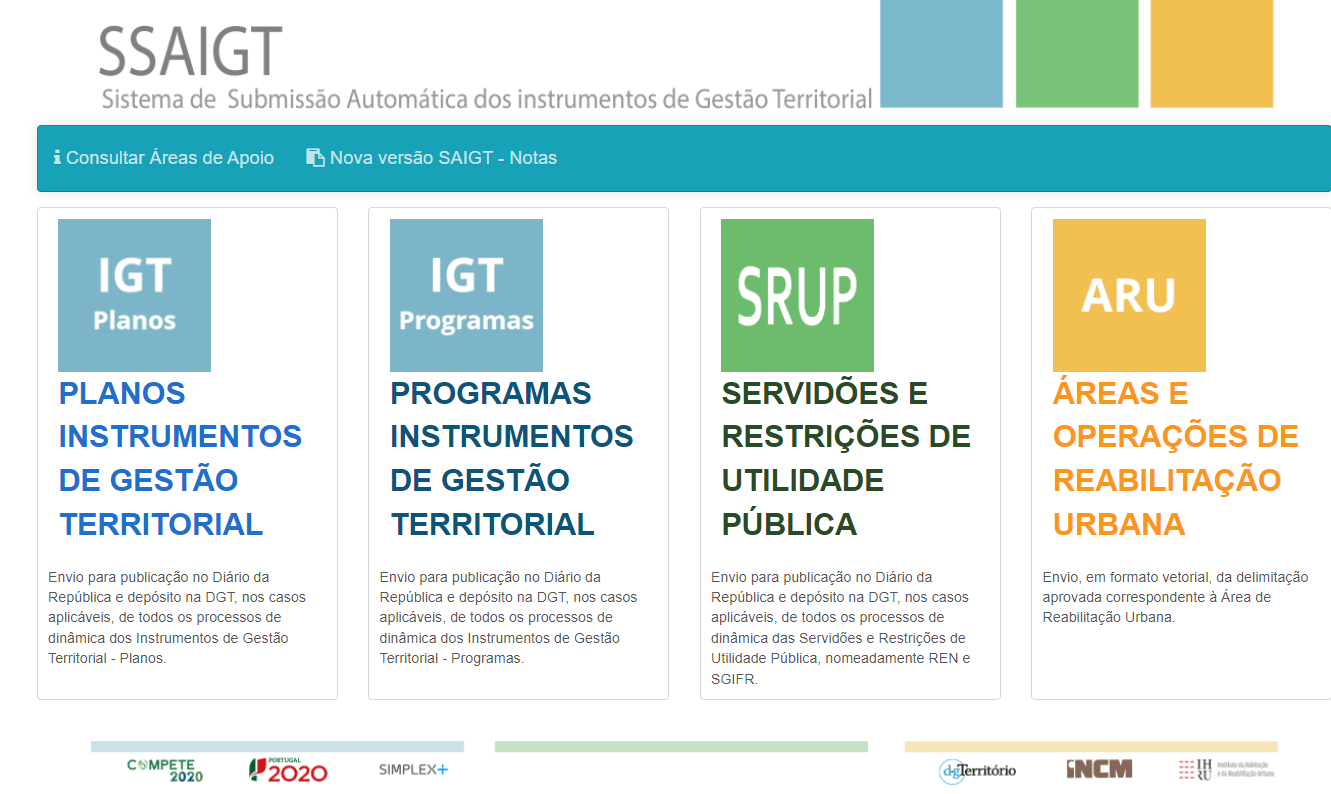 SSAIGT
Sistema de Submissão Automática dos instrumentos de Gestão Territorial
Consultar Áreas de Apoio
Nova versão SAIGT - Notas
IGT
Planos
PLANOS
INSTRUMENTOS
DE GESTÃO
TERRITORIAL
Envio para publicação no Diário da
República e depósito na DGT, nos casos
aplicáveis, de todos os processos de
dinâmica dos Instrumentos de Gestão
Territorial - Planos.
IGT
Programas
PROGRAMAS
INSTRUMENTOS
DE GESTÃO
TERRITORIAL
Envio para publicação no Diário da
República e depósito na DGT, nos casos
aplicáveis, de todos os processos de
dinâmica dos Instrumentos de Gestão
Territorial - Programas.
SRUP
SERVIDÕES E
RESTRIÇÕES DE
UTILIDADE
PÚBLICA
Envio para publicação no Diário da
República e depósito na DGT, nos casos
aplicáveis, de todos os processos de
dinâmica das Servidões e Restrições de
Utilidade Pública, nomeadamente REN e
SGIFR.
ARU
ÁREAS E
OPERAÇÕES DE
REABILITAÇÃO
URBANA
Envio, em formato vetorial, da delimitação
aprovada correspondente à Área de
Reabilitação Urbana.
COMPETE
2020
PORTUGAL
2020
SIMPLEX+
dgTerritório
INCM
IH
RU
Instituto da Habitação
e da Reabilitação Urbana